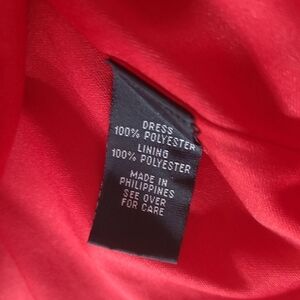 DRESS
100% POLYESTER
LINING
100% POLYESTER
MADE IN
PHILIPPINES
SEE OVER
FOR CARE